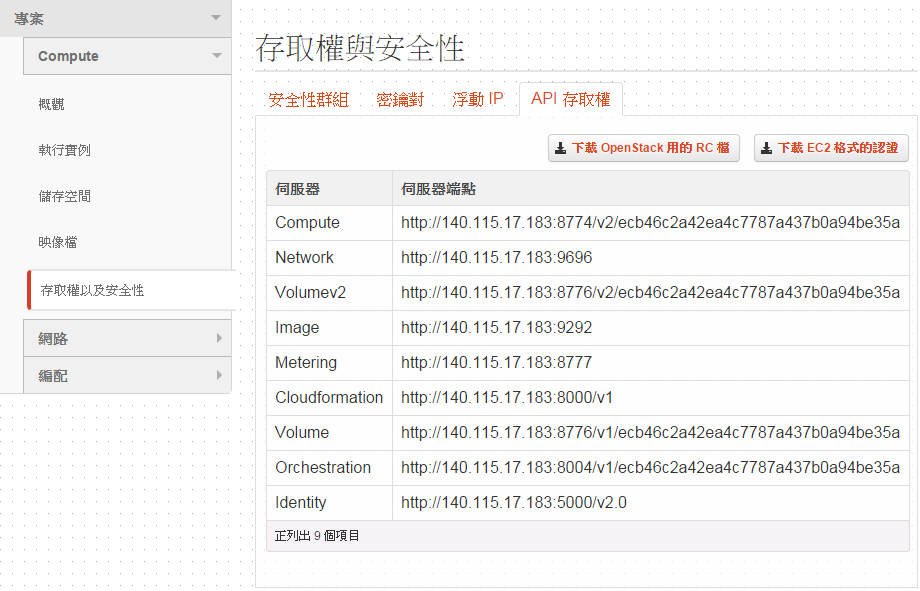 專案
Compute
概觀
執行實例
儲存空間
映像檔
存取權以及安全性
網路
編配
存取權與安全性
安全性群組 密鑰對 浮動 IP API 存取權
下載 OpenStack 用的 RC 檔 下載 EC2 格式的認證
伺服器 伺服器端點
Compute http://140.115.17.183:8774/v2/ecb46c2a42ea4c7787a437b0a94be35a
Network http://140.115.17.183:9696
Volumev2 http://140.115.17.183:8776/v2/ecb46c2a42ea4c7787a437b0a94be35a
Image http://140.115.17.183:9292
Metering http://140.115.17.183:8777
Cloudformation http://140.115.17.183:8000/v1
Volume http://140.115.17.183:8776/v1/ecb46c2a42ea4c7787a437b0a94be35a
Orchestration http://140.115.17.183:8004/v1/ecb46c2a42ea4c7787a437b0a94be35a
Identity http://140.115.17.183:5000/v2.0
正列出 9 個項目